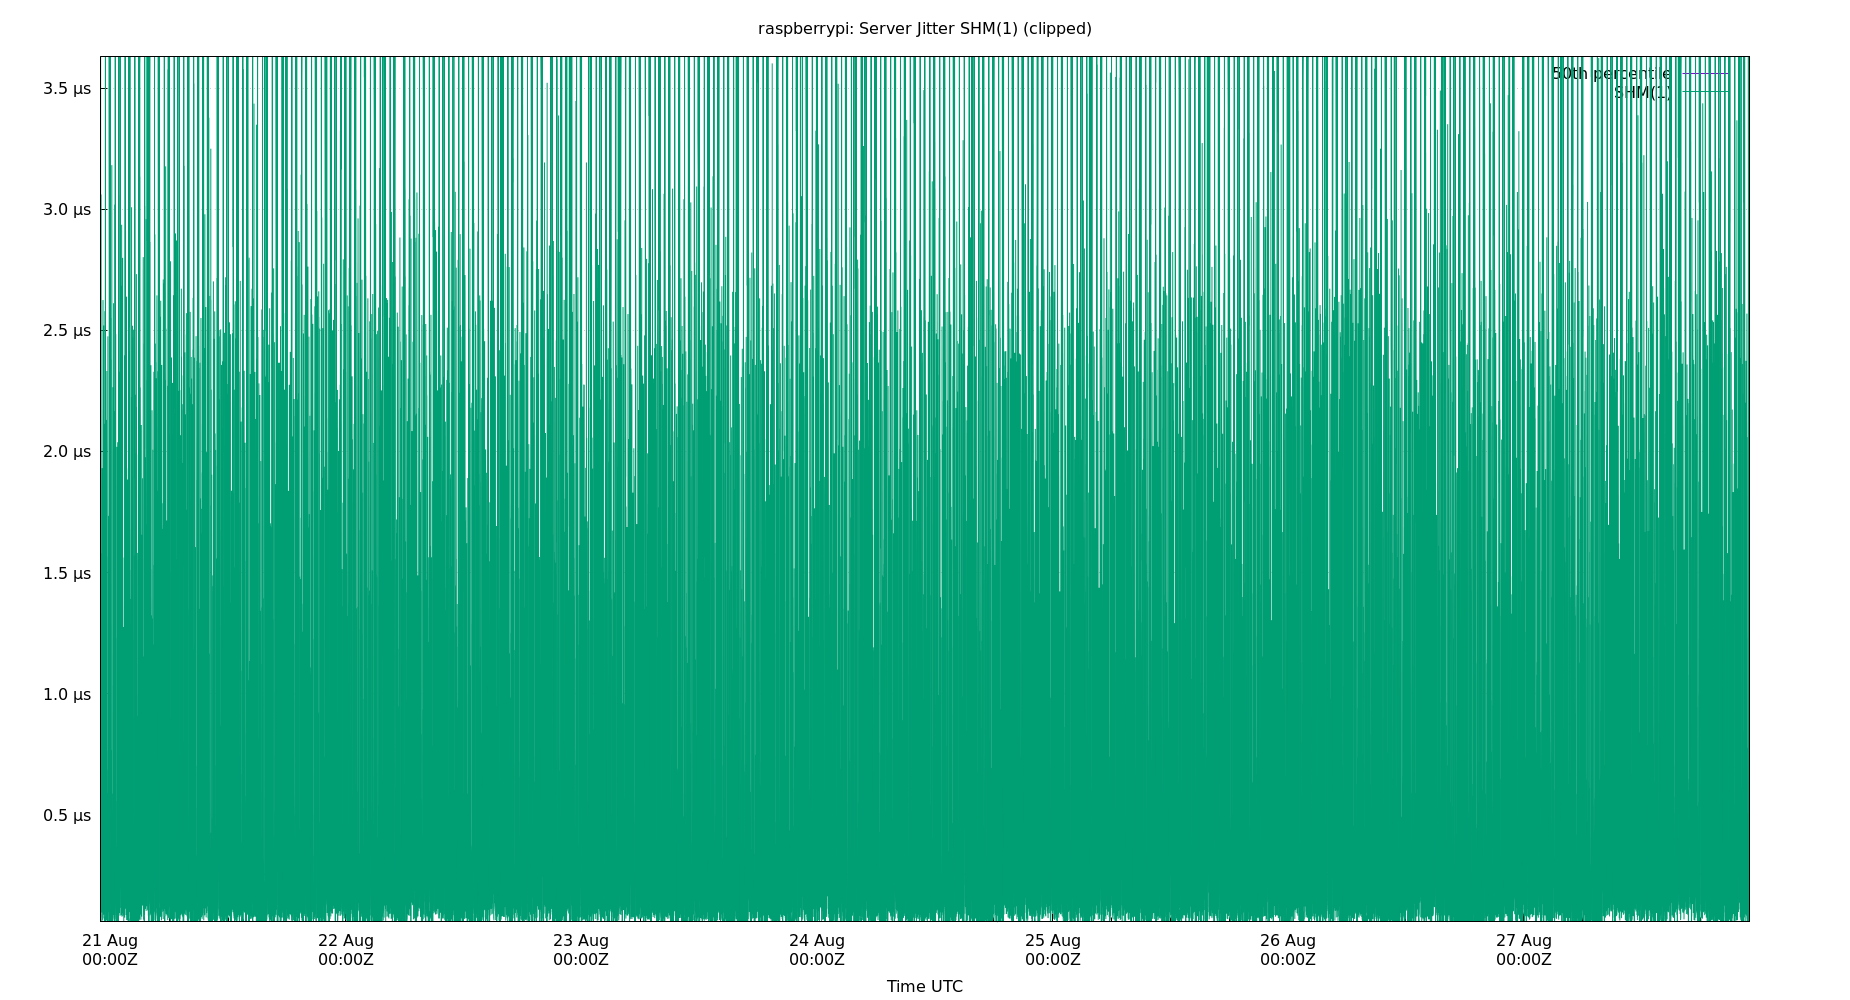 raspberrypi: Server Jitter SHM(1) (clipped)
50th percentile
SHM(1)
3.5 µs
3.0 µs
2.5 µs
2.0 µs
1.5 µs
1.0 µs
0.5 µs
21 Aug 22 Aug 23 Aug 24 Aug 25 Aug 26 Aug 27 Aug
00:00Z 00:00Z 00:00Z 00:00Z 00:00Z 00:00Z 00:00Z
Time UTC